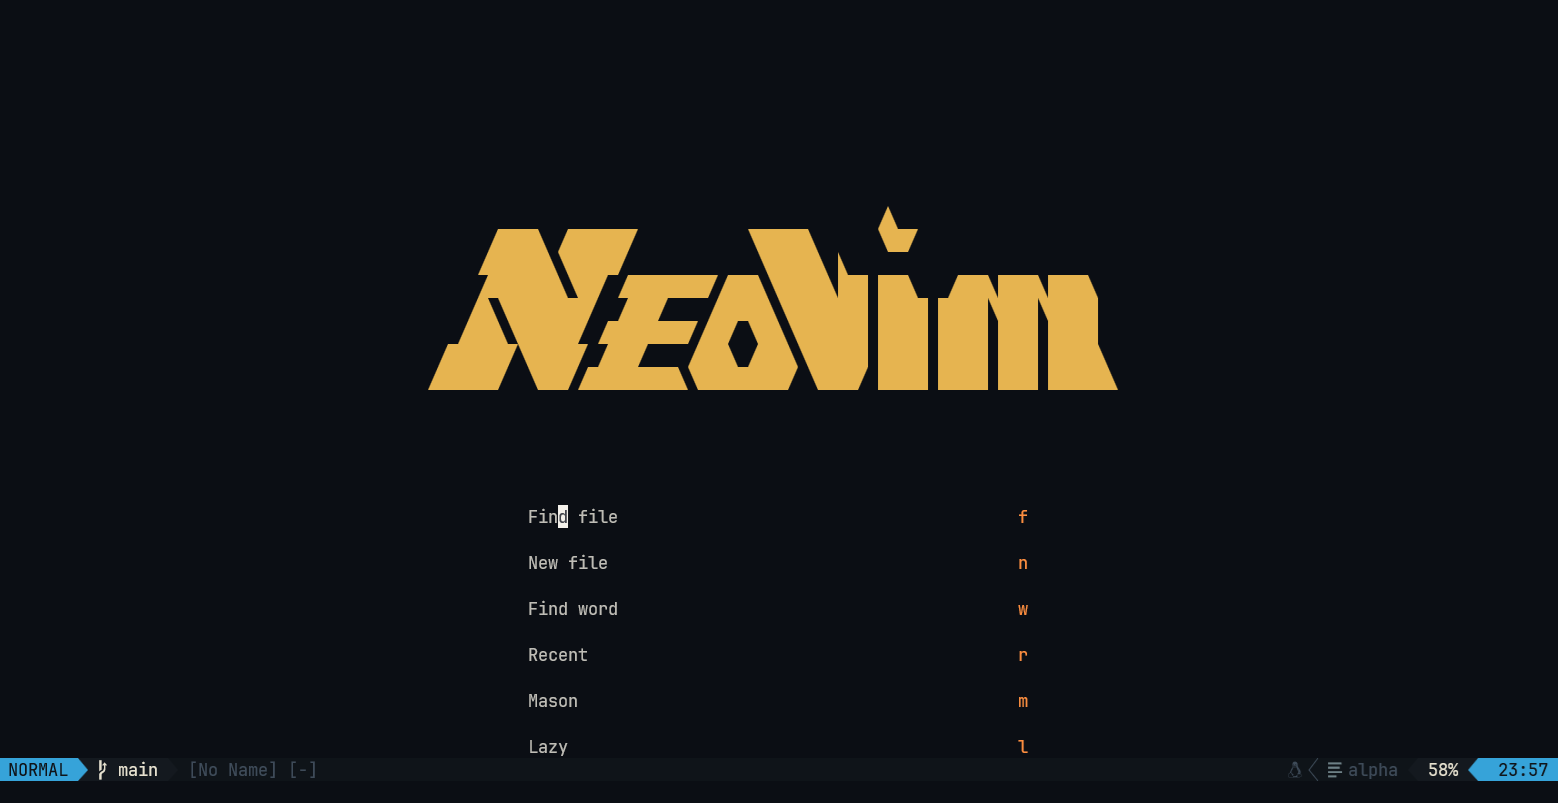 Neovim
Find file f
New file n
Find word w
Recent r
Mason m
Lazy l
NORMAL main [No Name] [-] alpha 58% 23:57